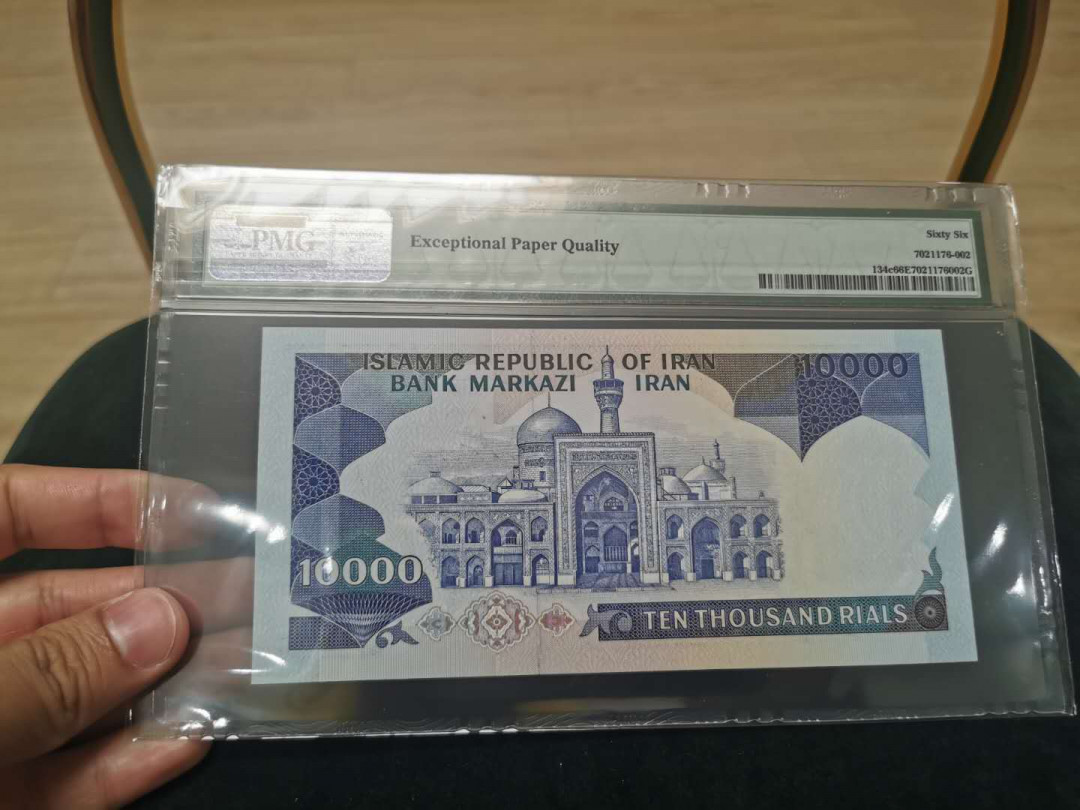 PMG
Exceptional Paper Quality
Sixty Six
7021176-002
134c66E7021176002G
ISLAMIC REPUBLIC OF IRAN
BANK MARKAZI IRAN
10000
10000
TEN THOUSAND RIALS